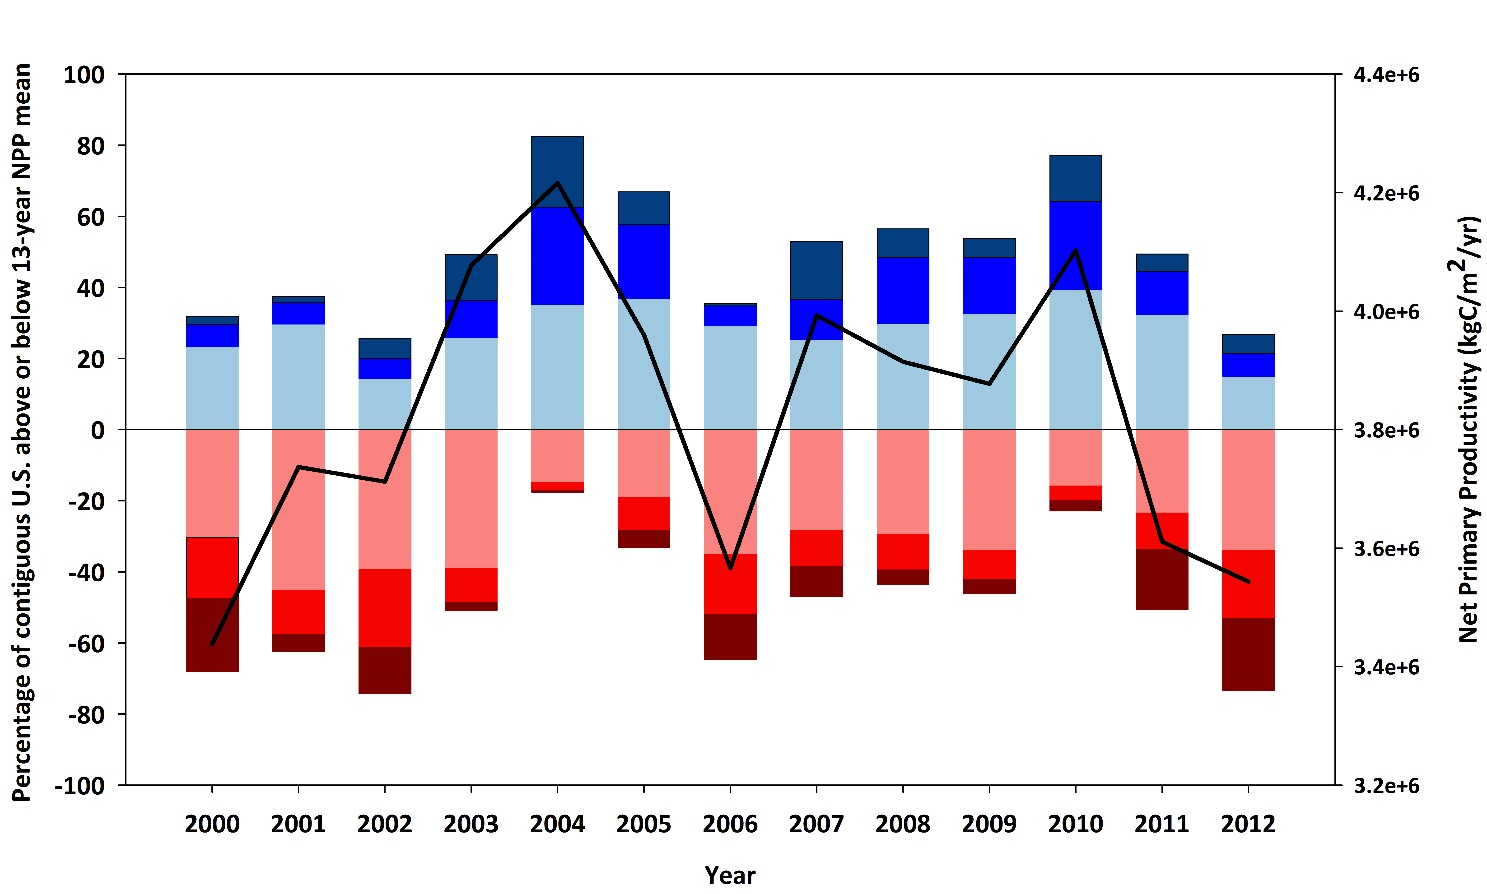 Percentage of contiguous U.S. above or below 13-year NPP mean
100
80
60
40
20
0
-20
-40
-60
-80
-100
4.4e+6
4.2e+6
4.0e+6
3.8e+6
3.6e+6
3.4e+6
3.2e+6
Net Primary Productivity (kgC/m²/yr)
2000 2001 2002 2003 2004 2005 2006 2007 2008 2009 2010 2011 2012
Year